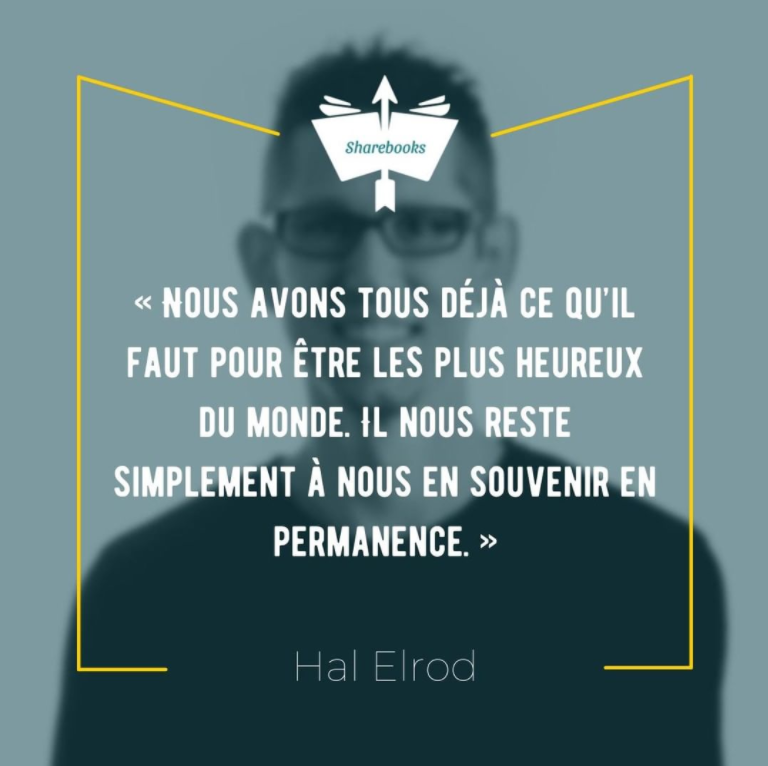 Sharebooks
« Nous avons tous déjà ce qu'il
faut pour être les plus heureux
du monde. Il nous reste
simplement à nous en souvenir en
permanence. »
Hal Elrod